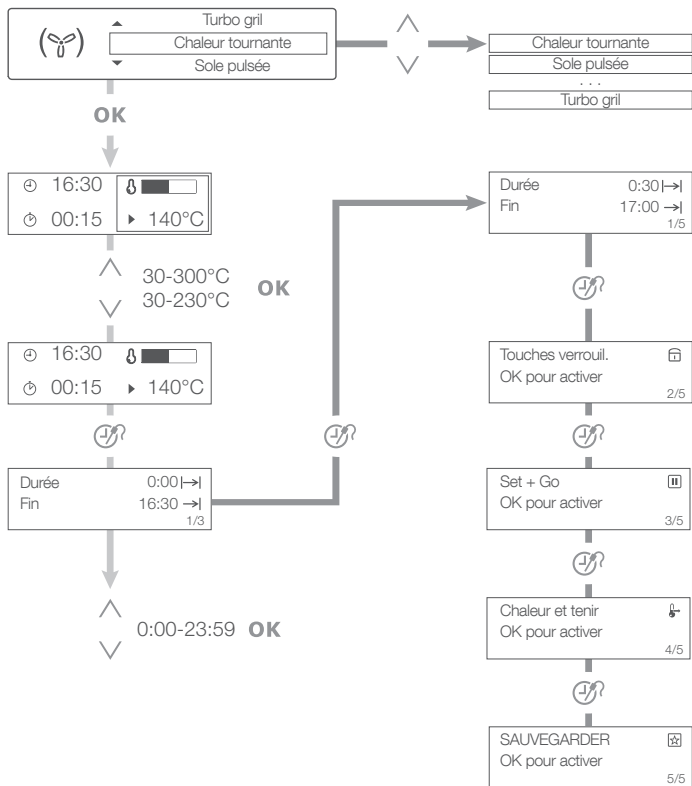 Turbo gril
Chaleur tournante
Sole pulsée
Chaleur tournante
Sole pulsée
. . .
Turbo gril
OK
16:30
00:15 140°C
30-300°C
30-230°C
OK
16:30
00:15 140°C
Durée 0:00
Fin 16:30
1/3
0:00-23:59 OK
Durée 0:30
Fin 17:00
1/5
Touches verrouil.
OK pour activer
2/5
Set + Go
OK pour activer
3/5
Chaleur et tenir
OK pour activer
4/5
SAUVEGARDER
OK pour activer
5/5